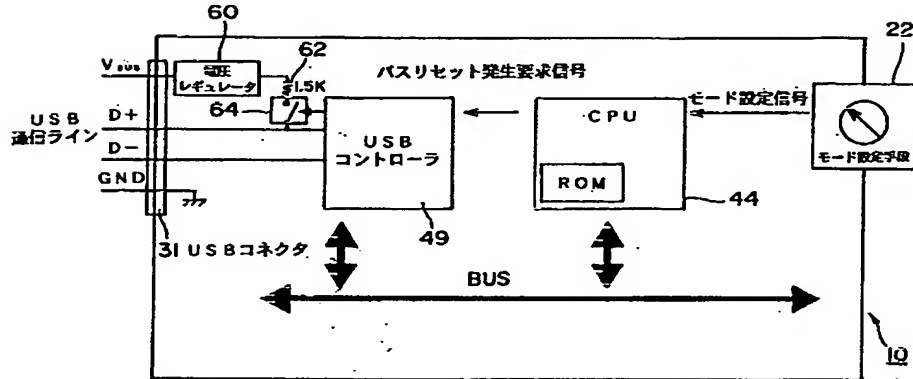 60
62
22
V BUS
電圧
レギュレータ
1.5K
64
バスリセット発生要求信号
モード設定信号
USB
通信ライン
D+
D−
GND
USB
コントローラ
CPU
ROM
モード設定手段
49
44
31 USBコネクタ
BUS
10